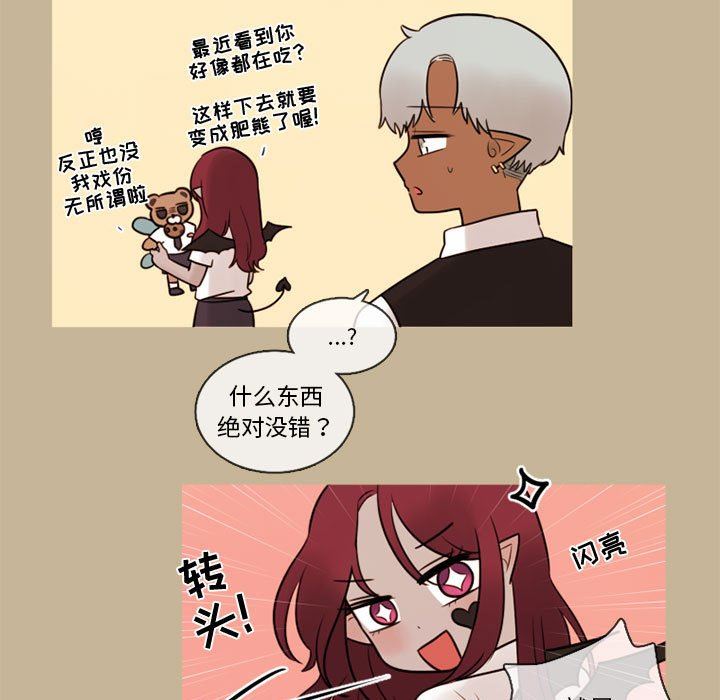 最近看到你
好像都在吃?
这样下去就要
变成肥熊了喔!
哼
反正也没
我戏份
无所谓啦
...?
什么东西
绝对没错？
转
头!
闪亮